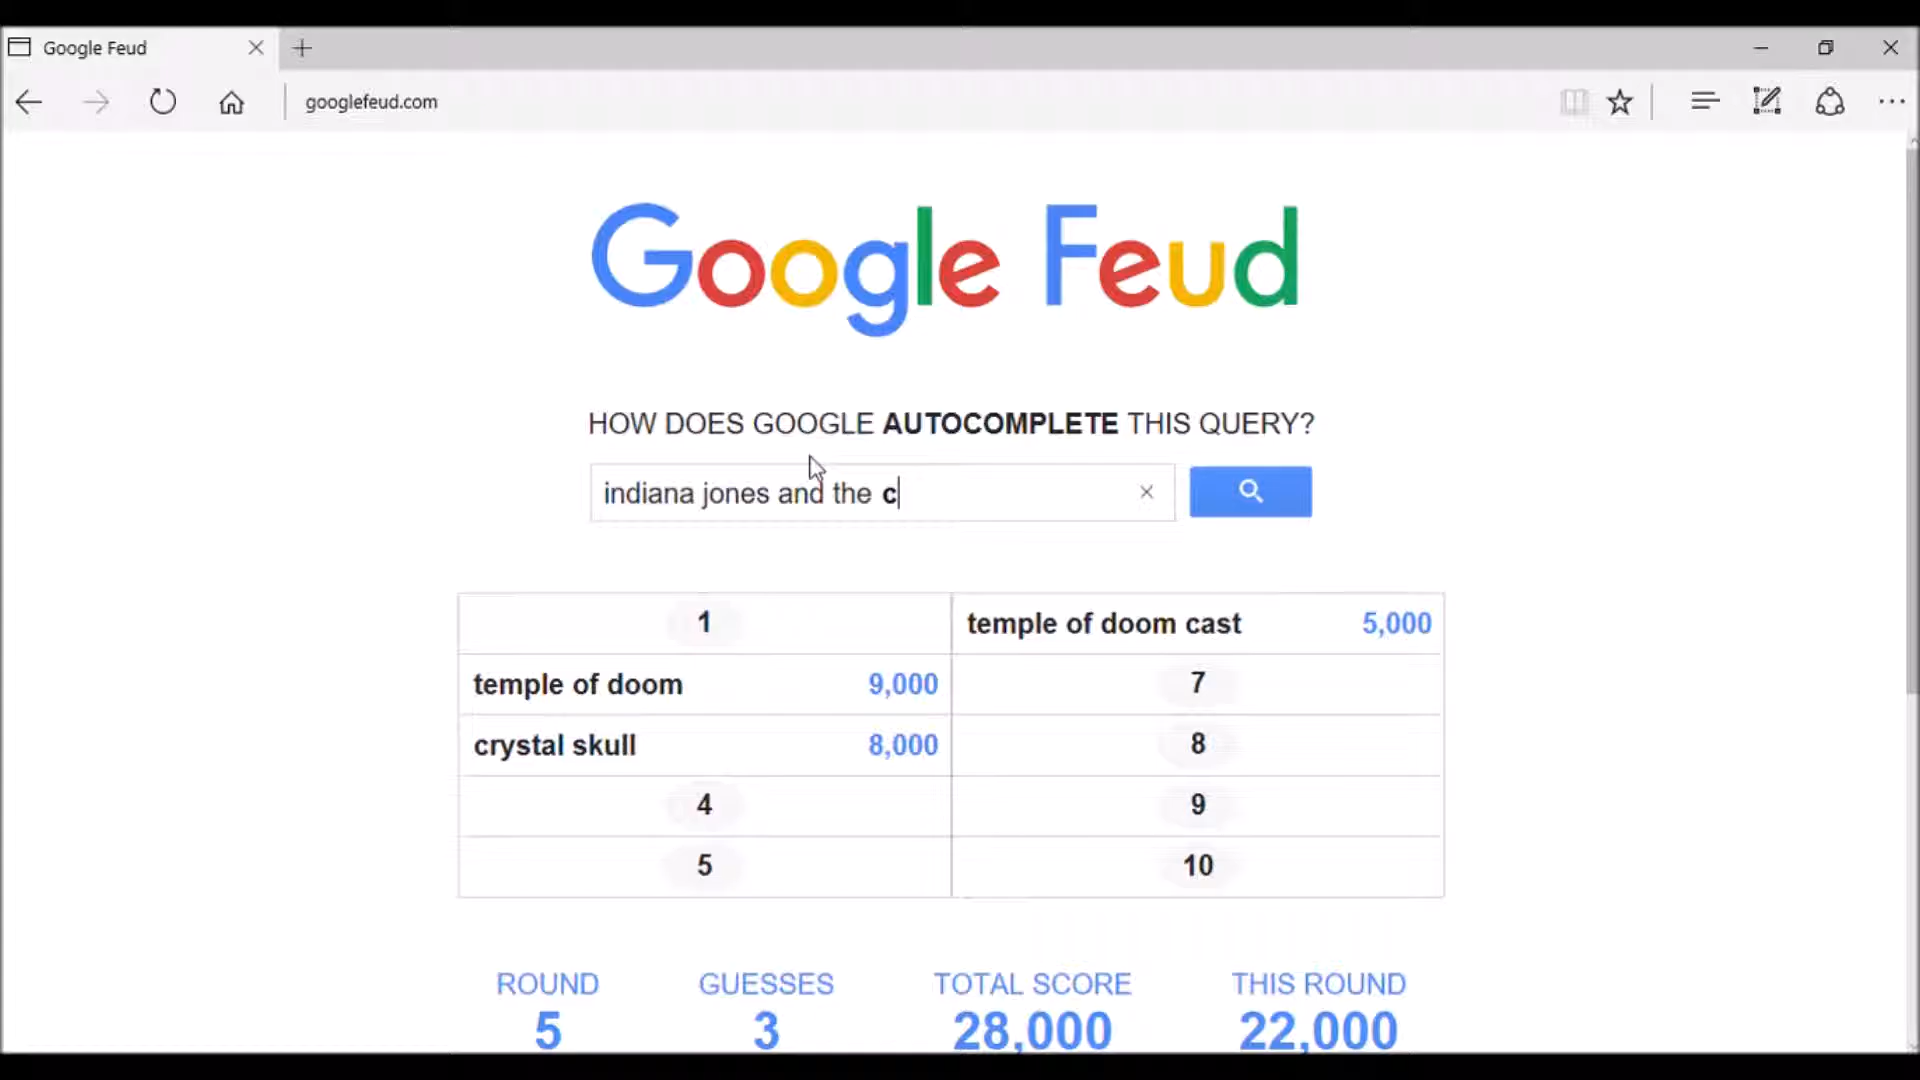 Google Feud
googlefeud.com
Google Feud
HOW DOES GOOGLE AUTOCOMPLETE THIS QUERY?
indiana jones and the c
1
temple of doom cast 5,000
temple of doom 9,000
7
crystal skull 8,000
8
4
9
5
10
ROUND GUESSES TOTAL SCORE THIS ROUND
5 3 28,000 22,000